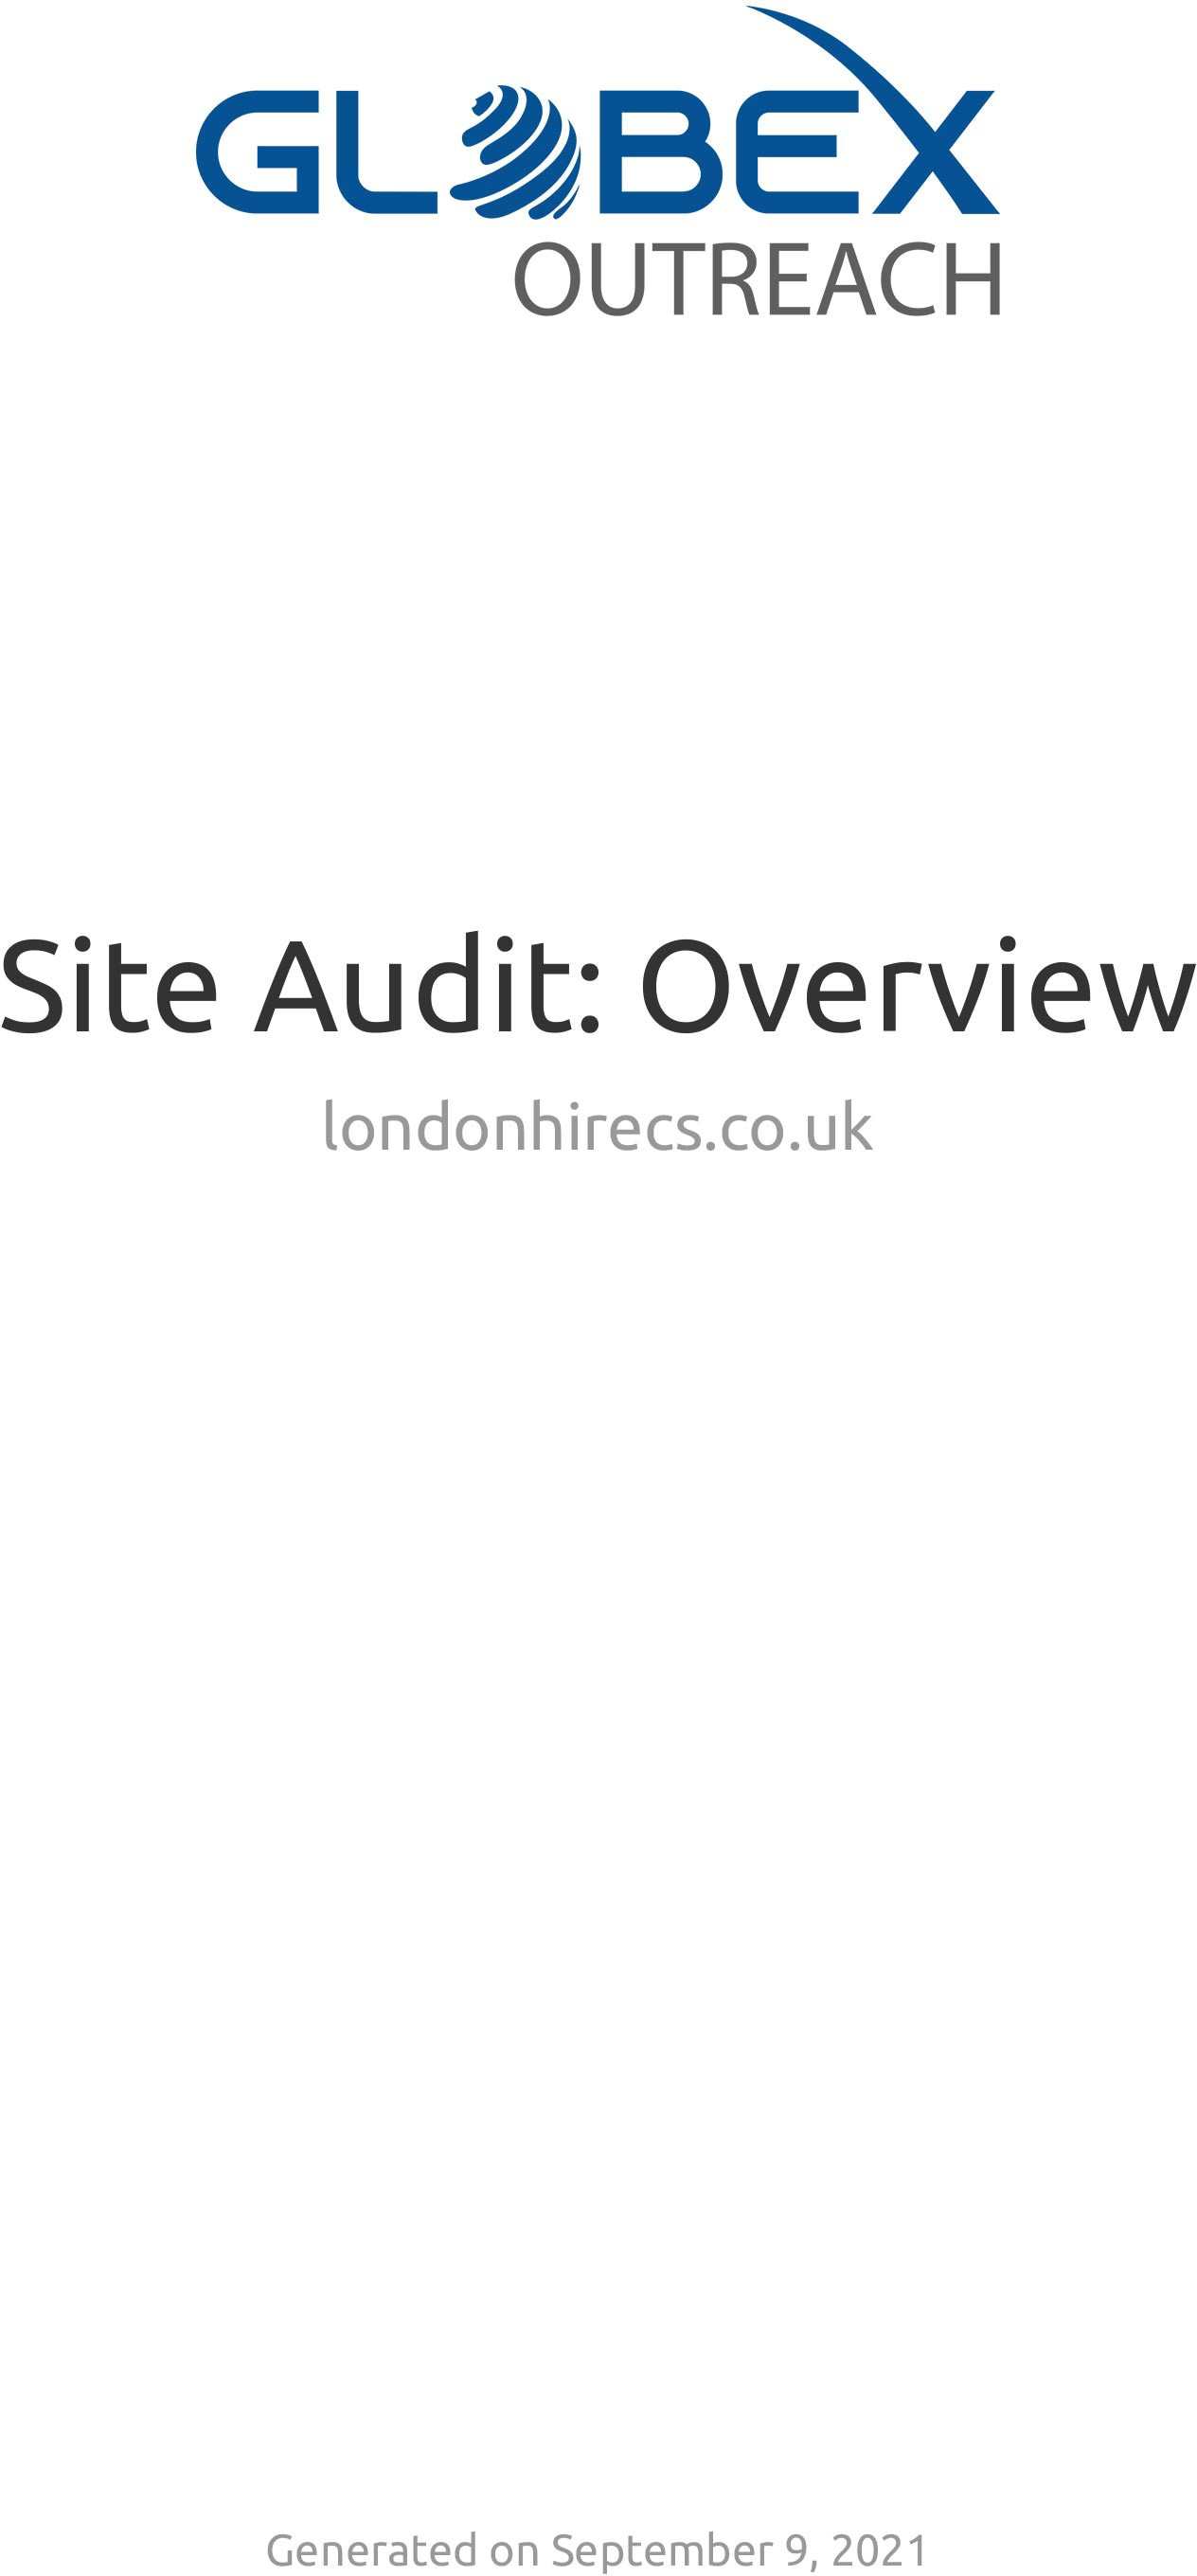 GLOBEX
OUTREACH
Site Audit: Overview
londonhirecs.co.uk
Generated on September 9, 2021